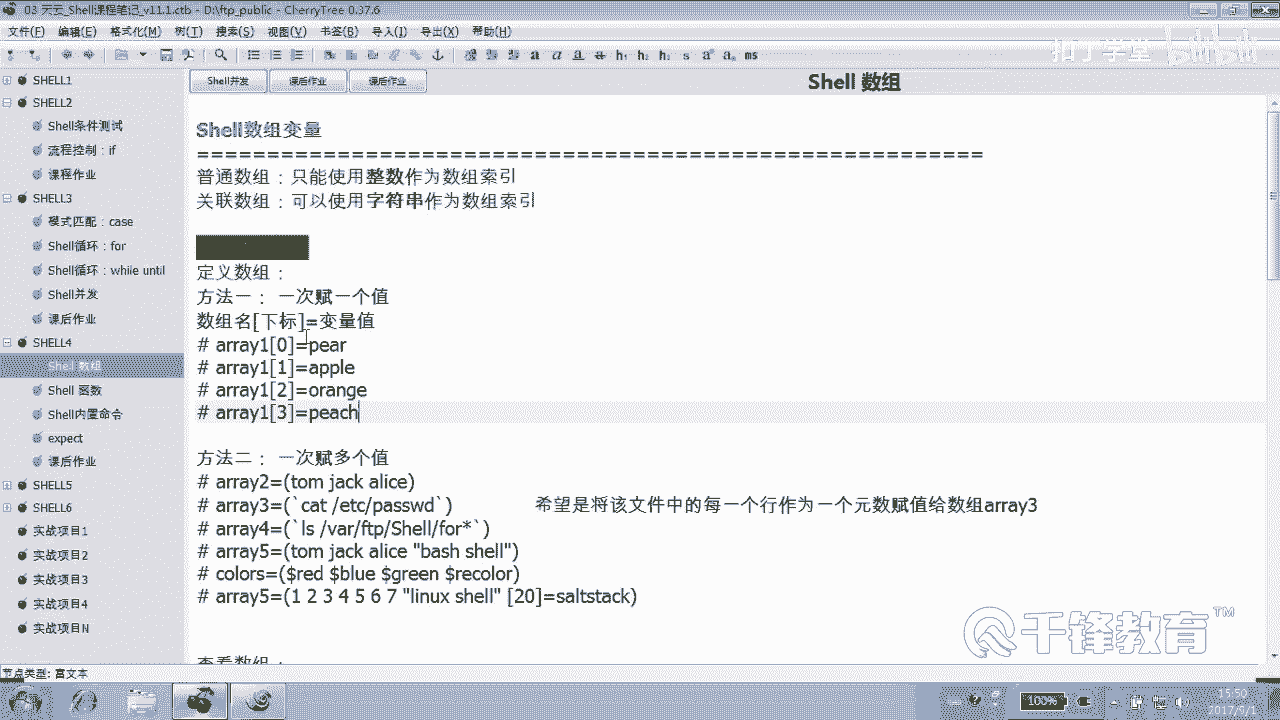 03 天云_Shell课程笔记_v11.1.ctb - D:\ftp_public - CherryTree 0.37.6
文件(F) 编辑(E) 格式化(M) 树(T) 搜索(S) 视图(V) 书签(B) 导入(I) 导出(X) 帮助(H)
扣丁学堂 bilibili
SHELL1
SHELL2
Shell条件测试
流程控制：if
课程作业
SHELL3
模式匹配：case
Shell循环：for
Shell循环：while until
Shell并发
课后作业
SHELL4
Shell 数组
Shell 函数
Shell内置命令
expect
课后作业
SHELL5
SHELL6
实战项目1
实战项目2
实战项目3
实战项目4
实战项目N
Shell并发 课后作业 课后作业
Shell 数组
Shell数组变量
=======================================================
普通数组：只能使用整数作为数组索引
关联数组：可以使用字符串作为数组索引
定义数组：
方法一： 一次赋一个值
数组名[下标]=变量值
# array1[0]=pear
# array1[1]=apple
# array1[2]=orange
# array1[3]=peach
方法二： 一次赋多个值
# array2=(tom jack alice)
# array3=(`cat /etc/passwd`) 希望是将该文件中的每一个行作为一个元数赋值给数组array3
# array4=(`ls /var/ftp/Shell/for*`)
# array5=(tom jack alice "bash shell")
# colors=($red $blue $green $recolor)
# array5=(1 2 3 4 5 6 7 "linux shell" [20]=saltstack)
查看数组：
千锋教育™
节点类型: 富文本
100%
15:50
2017/9/1